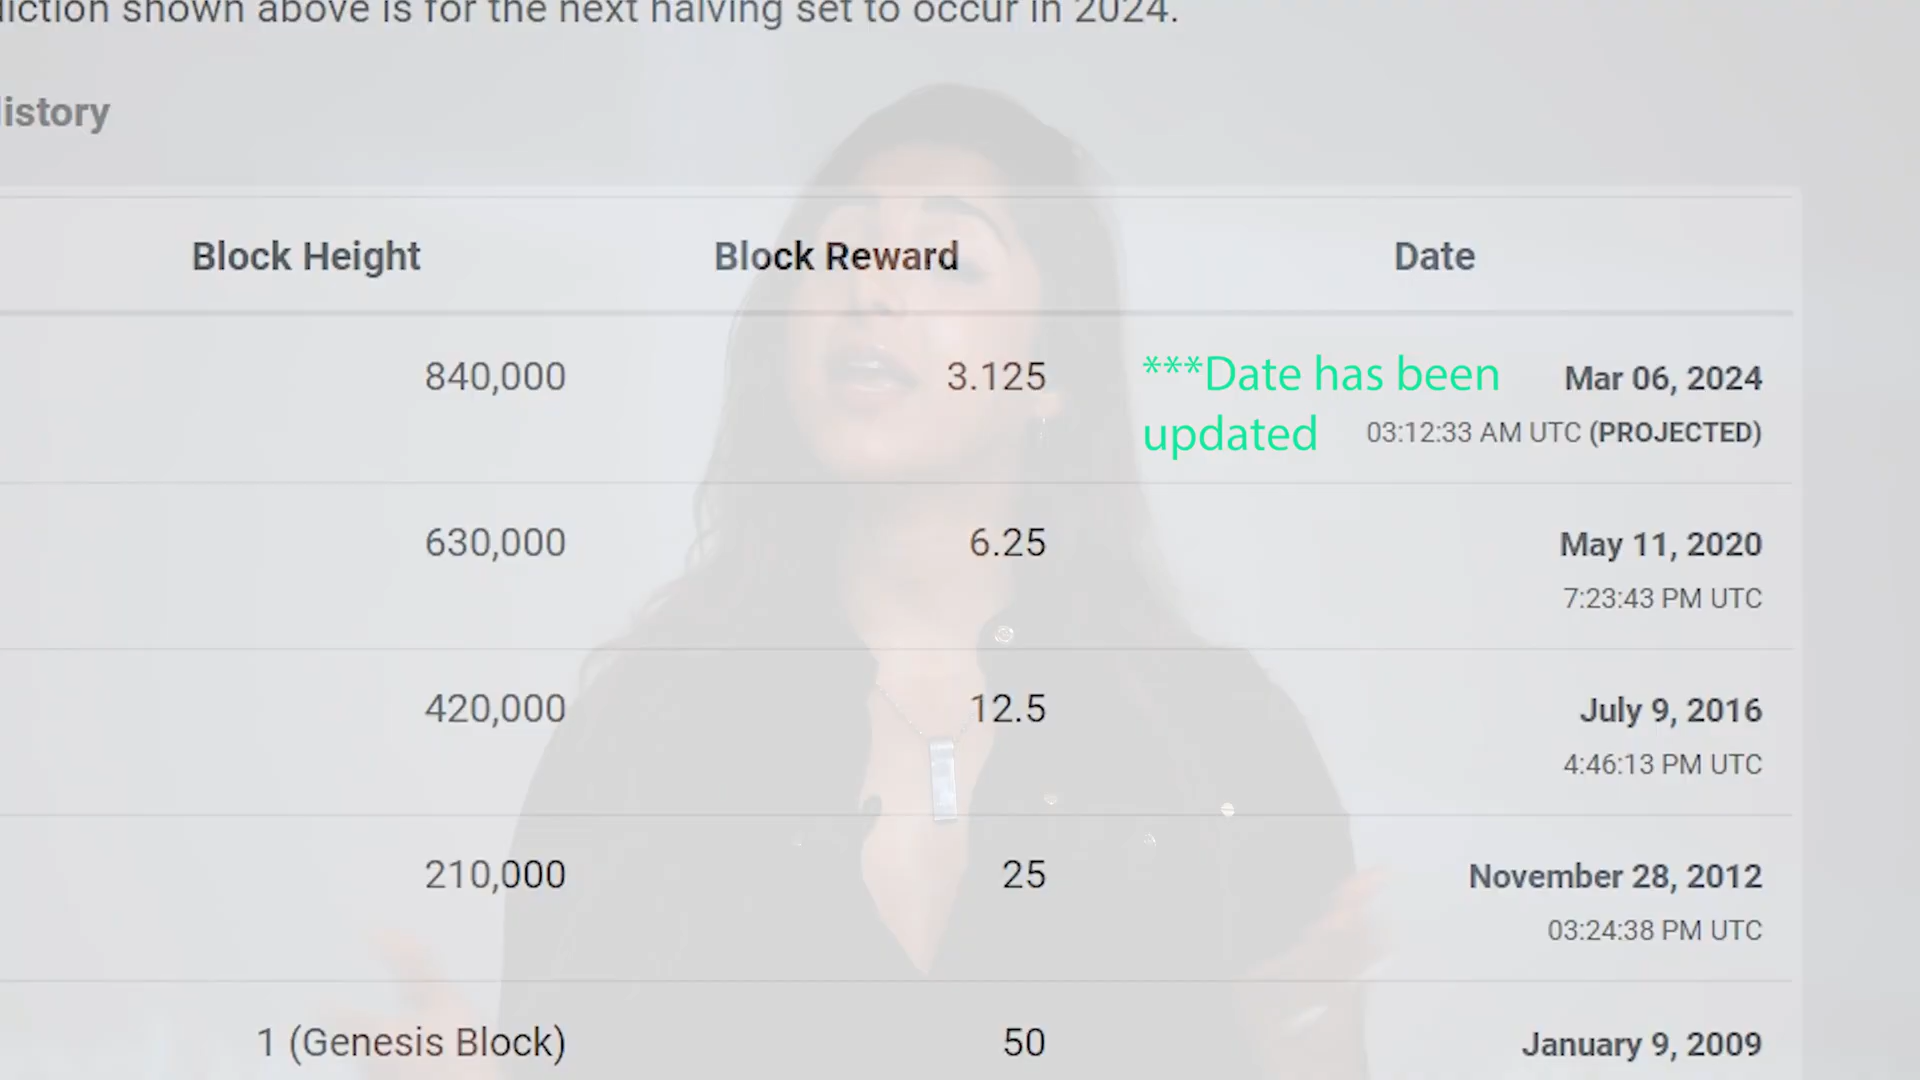 diction shown above is for the next halving set to occur in 2024.
History
Block Height Block Reward Date
840,000 3.125 ***Date has been Mar 06, 2024
updated 03:12:33 AM UTC (PROJECTED)
630,000 6.25 May 11, 2020
7:23:43 PM UTC
420,000 12.5 July 9, 2016
4:46:13 PM UTC
210,000 25 November 28, 2012
03:24:38 PM UTC
1 (Genesis Block) 50 January 9, 2009